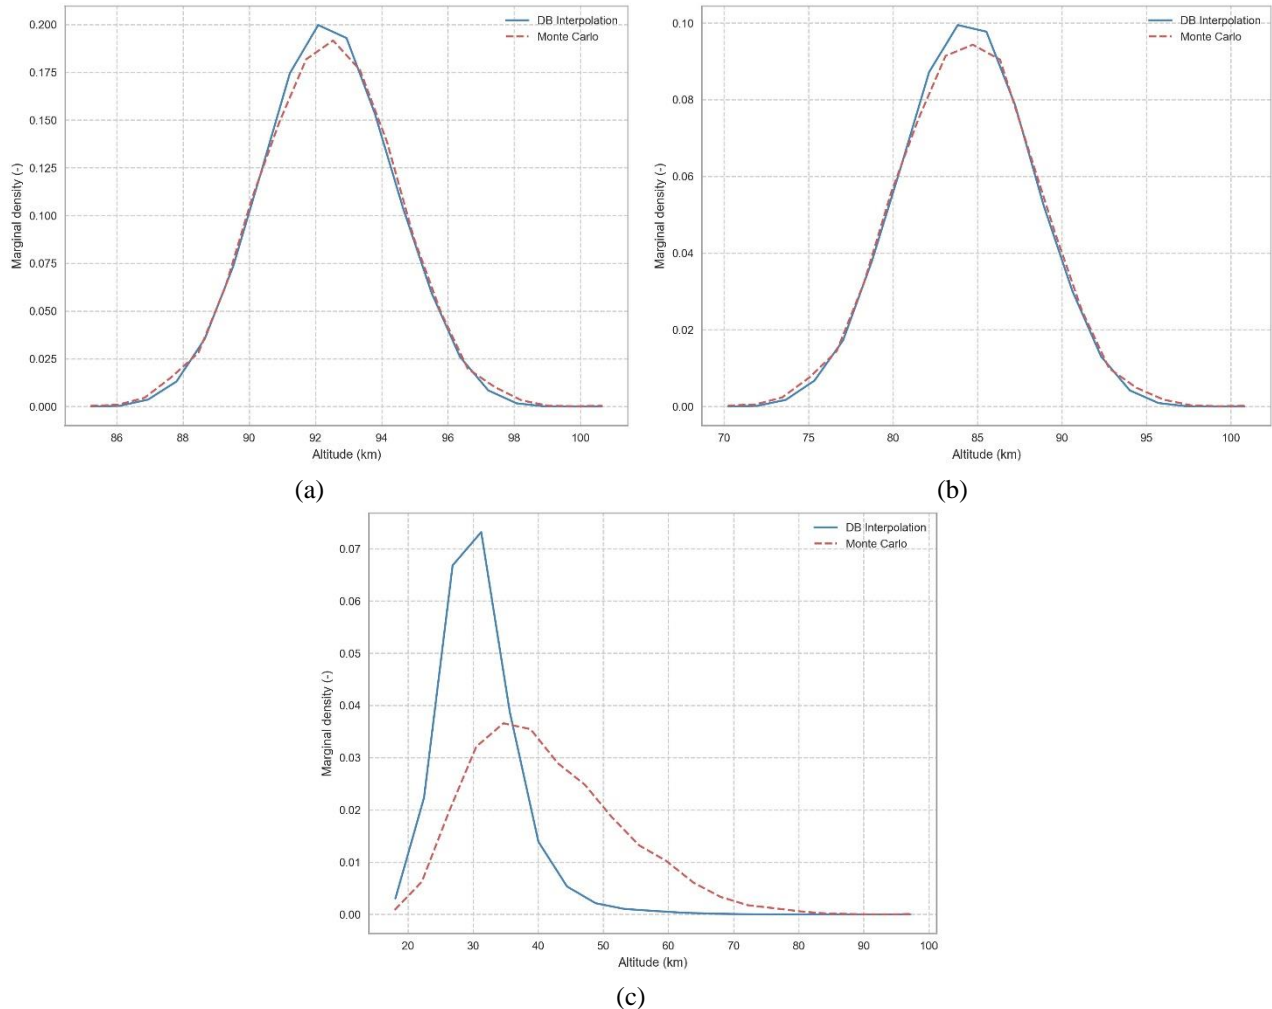 DB Interpolation
Monte Carlo
0.200
0.175
0.150
0.125
0.100
0.075
0.050
0.025
0.000
Marginal density (-)
86 88 90 92 94 96 98 100
Altitude (km)
(a)
DB Interpolation
Monte Carlo
0.10
0.08
0.06
0.04
0.02
0.00
Marginal density (-)
70 75 80 85 90 95 100
Altitude (km)
(b)
DB Interpolation
Monte Carlo
0.07
0.06
0.05
0.04
0.03
0.02
0.01
0.00
Marginal density (-)
20 30 40 50 60 70 80 90 100
Altitude (km)
(c)